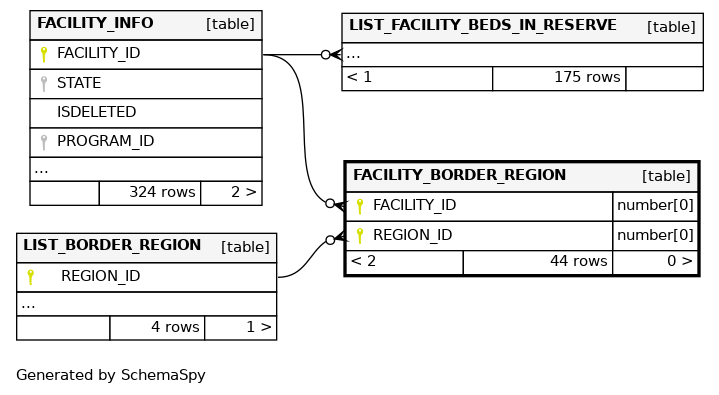 FACILITY_INFO [table]
FACILITY_ID
STATE
ISDELETED
PROGRAM_ID
...
324 rows 2 >
LIST_FACILITY_BEDS_IN_RESERVE [table]
...
< 1 175 rows
FACILITY_BORDER_REGION [table]
FACILITY_ID number[0]
REGION_ID number[0]
< 2 44 rows 0 >
LIST_BORDER_REGION [table]
REGION_ID
...
4 rows 1 >
Generated by SchemaSpy